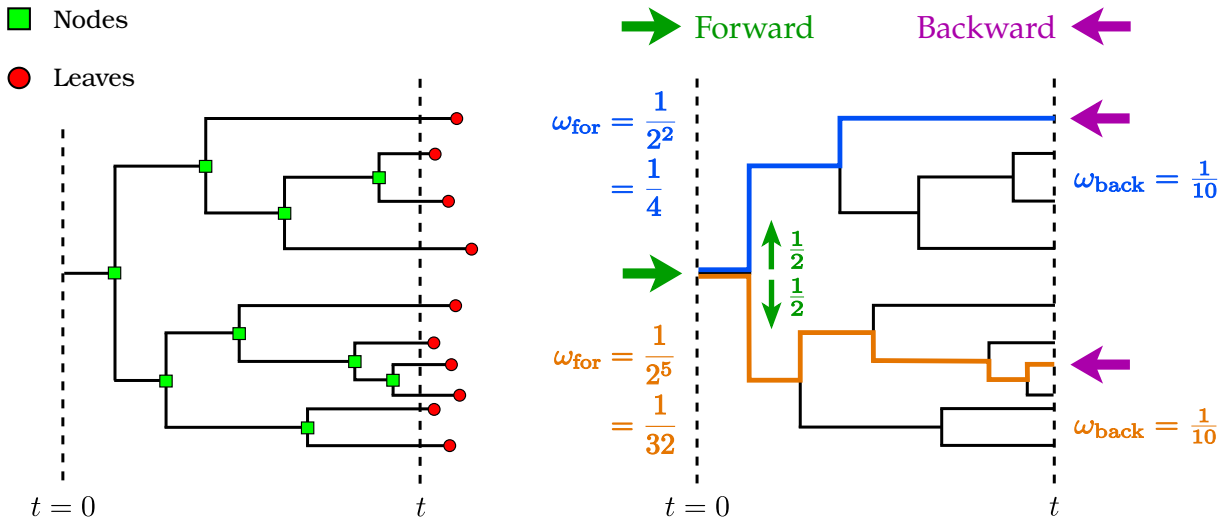 Nodes
Leaves
t = 0
t
Forward
Backward
ω_for = 1/2^2
= 1/4
ω_back = 1/10
1/2
1/2
ω_for = 1/2^5
= 1/32
ω_back = 1/10
t = 0
t